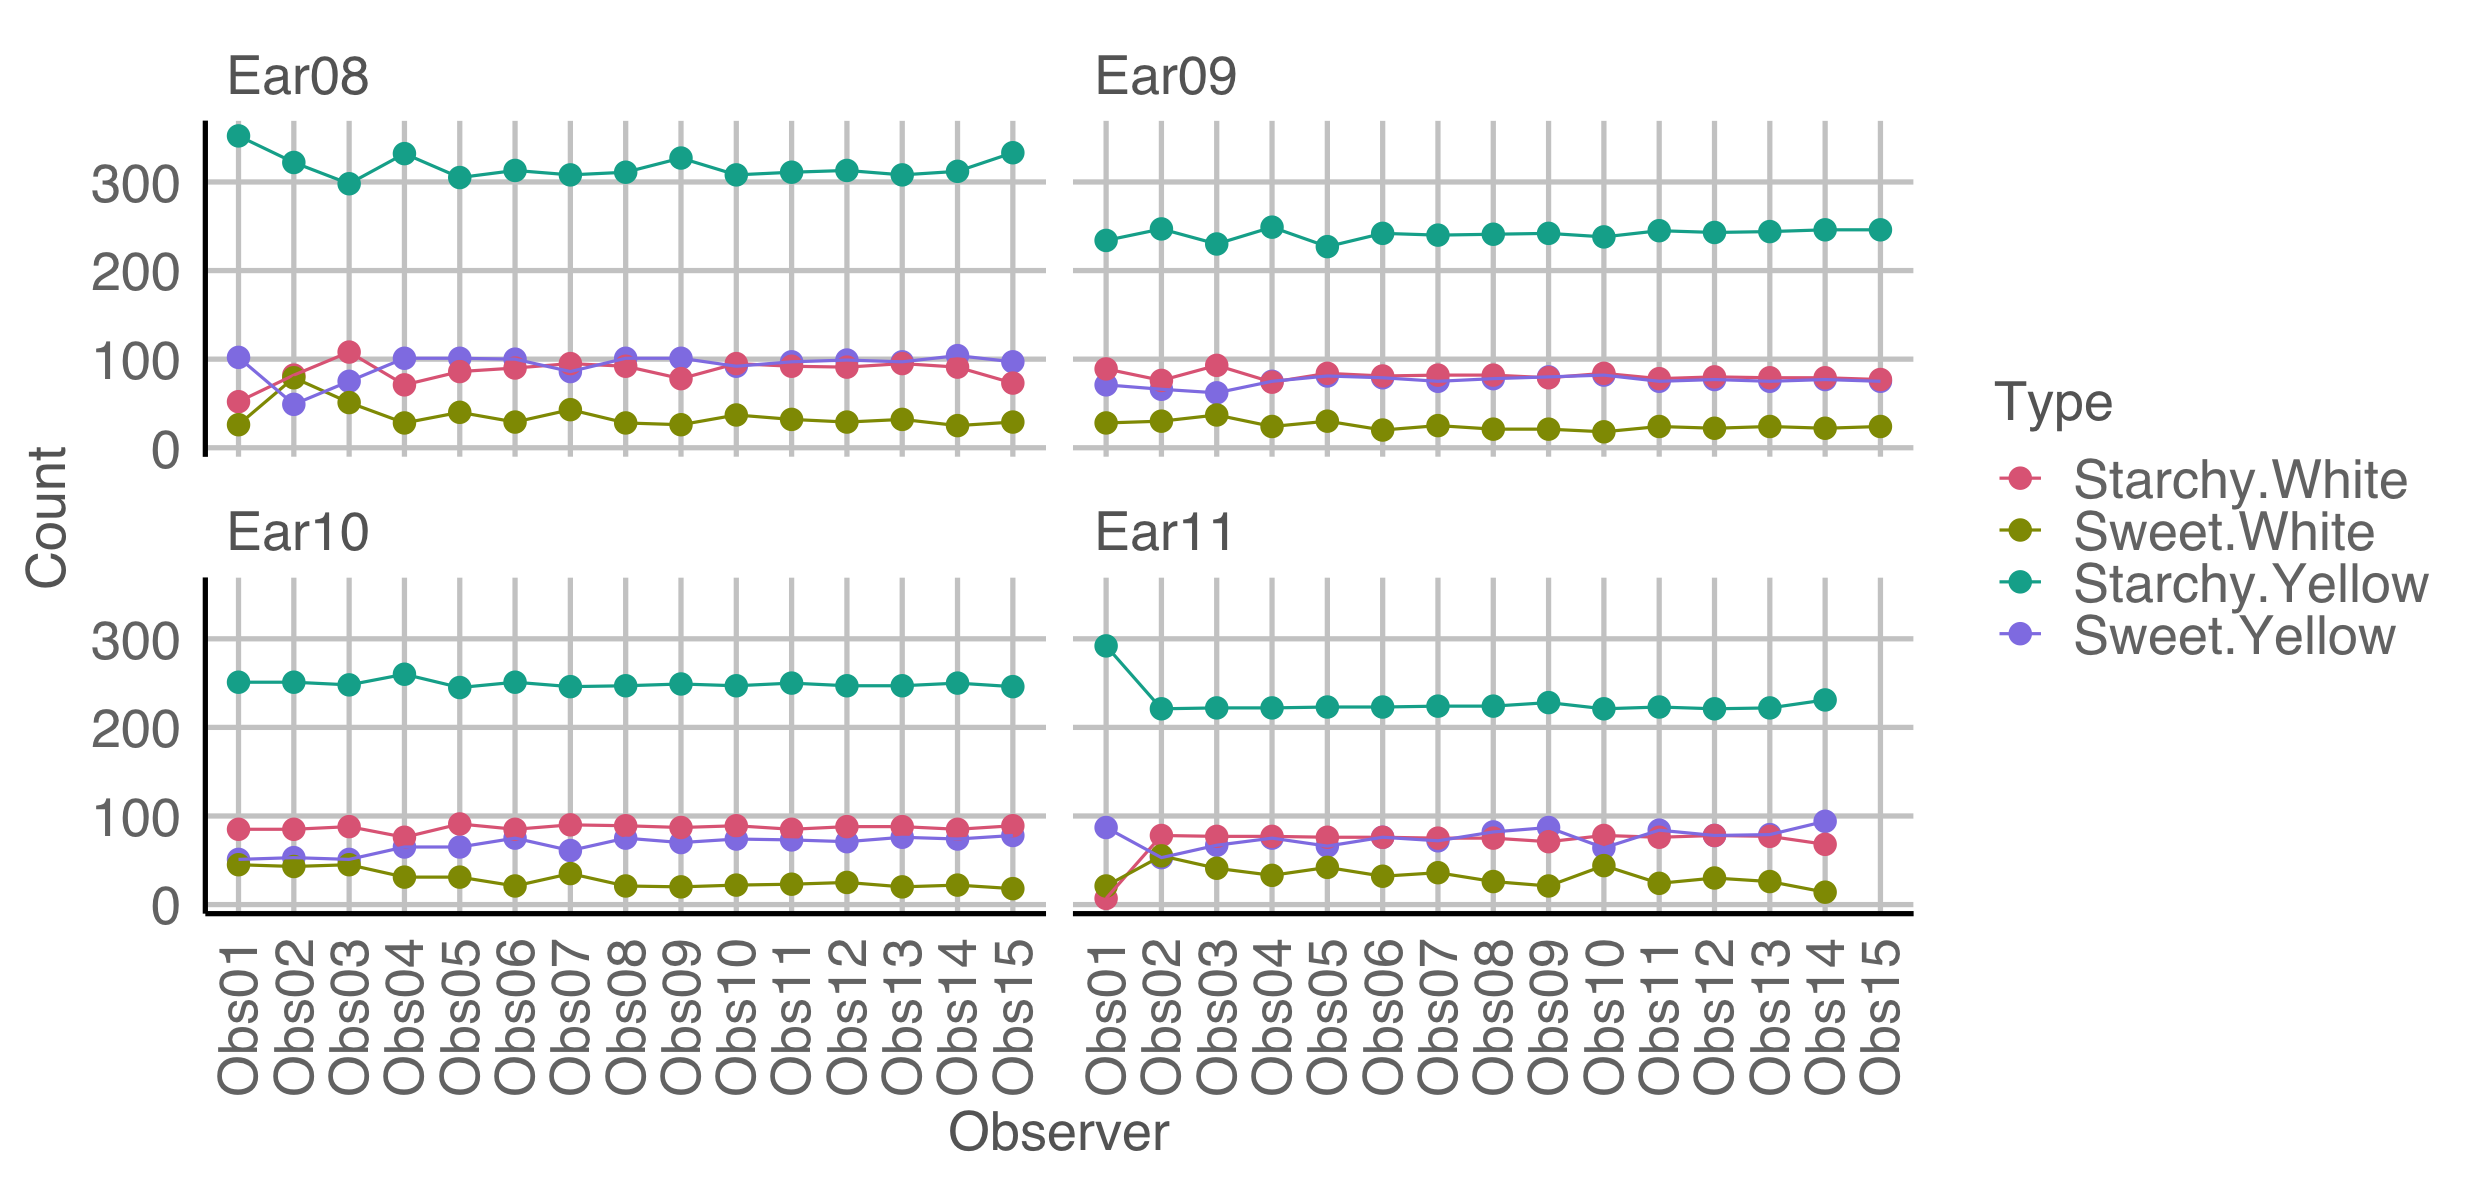 Ear08
Ear09
300
200
100
0
Ear10
Ear11
300
200
100
0
Obs01 Obs02 Obs03 Obs04 Obs05 Obs06 Obs07 Obs08 Obs09 Obs10 Obs11 Obs12 Obs13 Obs14 Obs15
Obs01 Obs02 Obs03 Obs04 Obs05 Obs06 Obs07 Obs08 Obs09 Obs10 Obs11 Obs12 Obs13 Obs14 Obs15
Observer
Count
Type
Starchy.White
Sweet.White
Starchy.Yellow
Sweet.Yellow